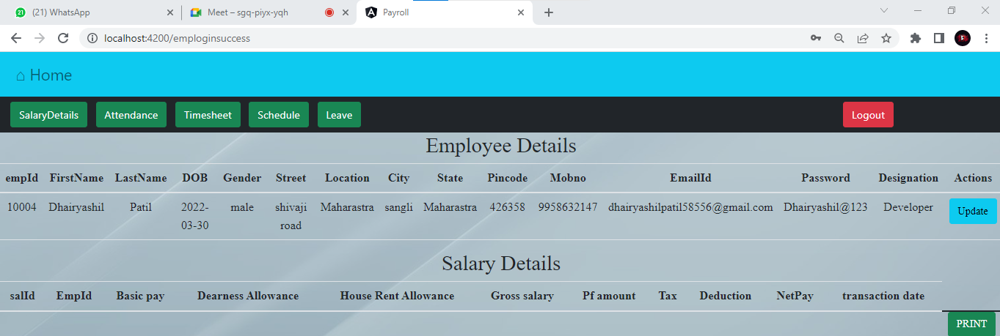 21 (21) WhatsApp Meet – sgq-piyx-yqh Payroll
localhost:4200/emploginsuccess
Home
SalaryDetails Attendance Timesheet Schedule Leave Logout
Employee Details
empId FirstName LastName DOB Gender Street Location City State Pincode Mobno EmailId Password Designation Actions
10004 Dhairyashil Patil 2022- male shivaji Maharastra sangli Maharastra 426358 9958632147 dhairyashilpatil58556@gmail.com Dhairyashil@123 Developer Update
03-30 road
Salary Details
salId EmpId Basic pay Dearness Allowance House Rent Allowance Gross salary Pf amount Tax Deduction NetPay transaction date
PRINT